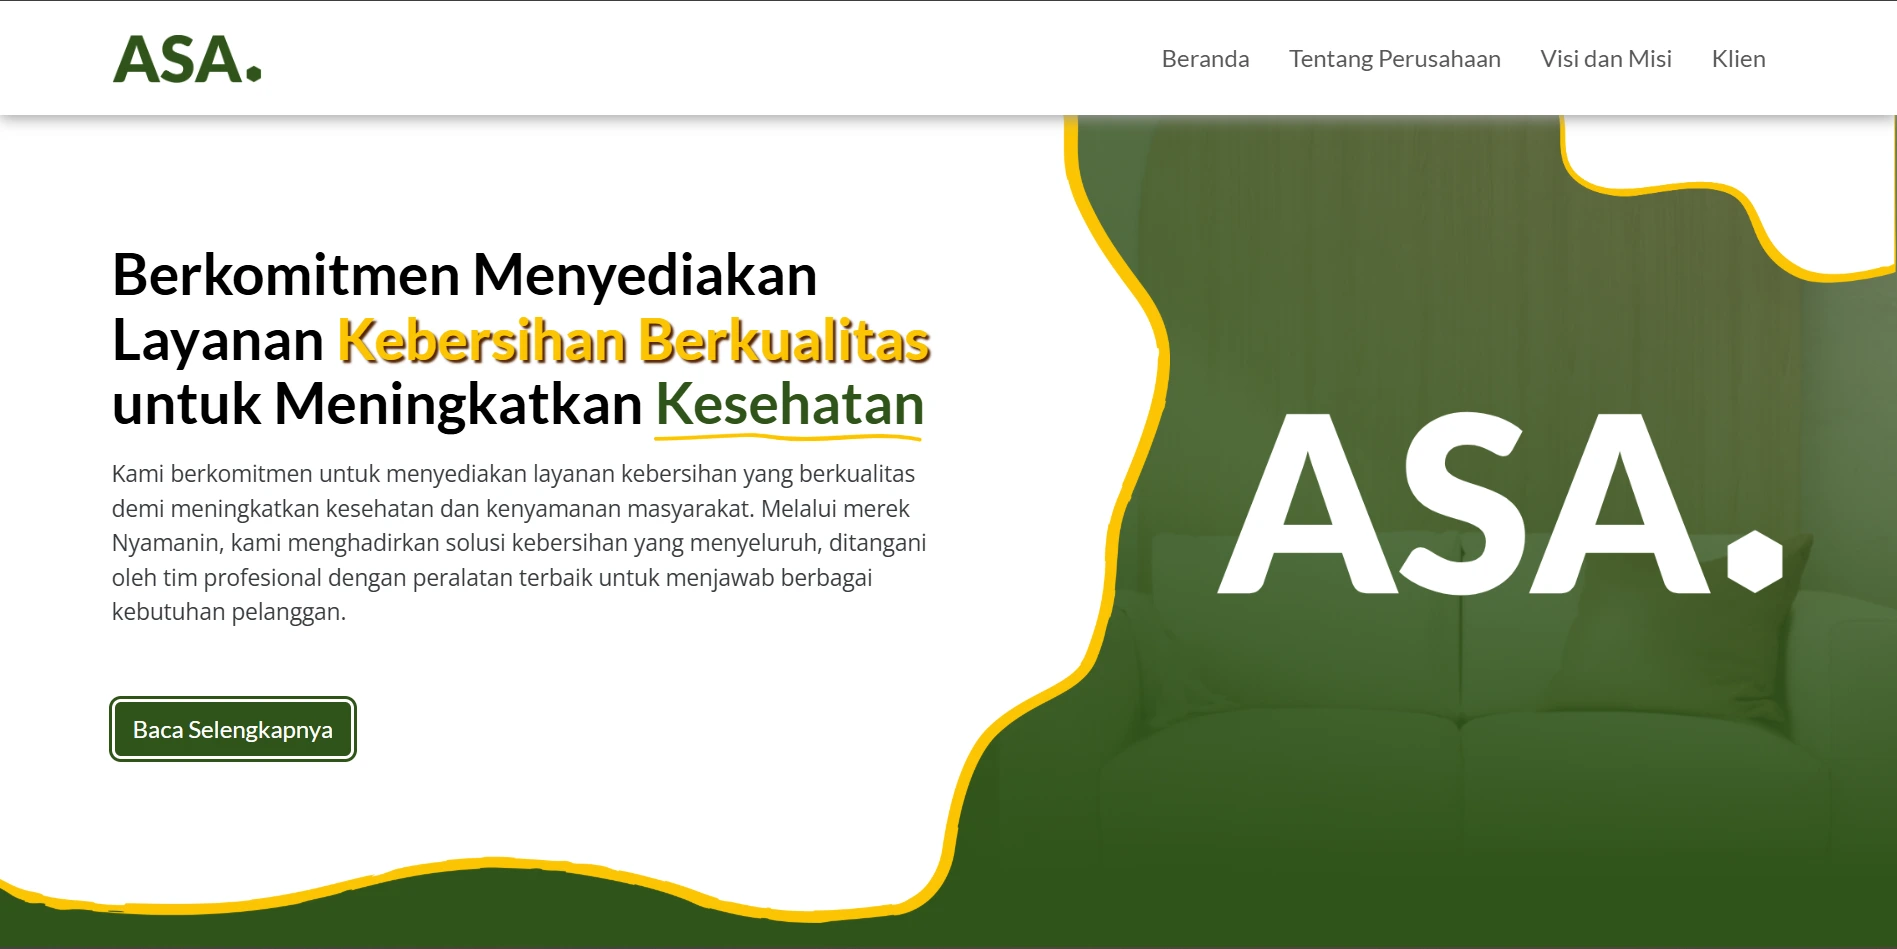 ASA.
Beranda
Tentang Perusahaan
Visi dan Misi
Klien
Berkomitmen Menyediakan
Layanan Kebersihan Berkualitas
untuk Meningkatkan Kesehatan
Kami berkomitmen untuk menyediakan layanan kebersihan yang berkualitas
demi meningkatkan kesehatan dan kenyamanan masyarakat. Melalui merek
Nyamanin, kami menghadirkan solusi kebersihan yang menyeluruh, ditangani
oleh tim profesional dengan peralatan terbaik untuk menjawab berbagai
kebutuhan pelanggan.
Baca Selengkapnya
ASA.